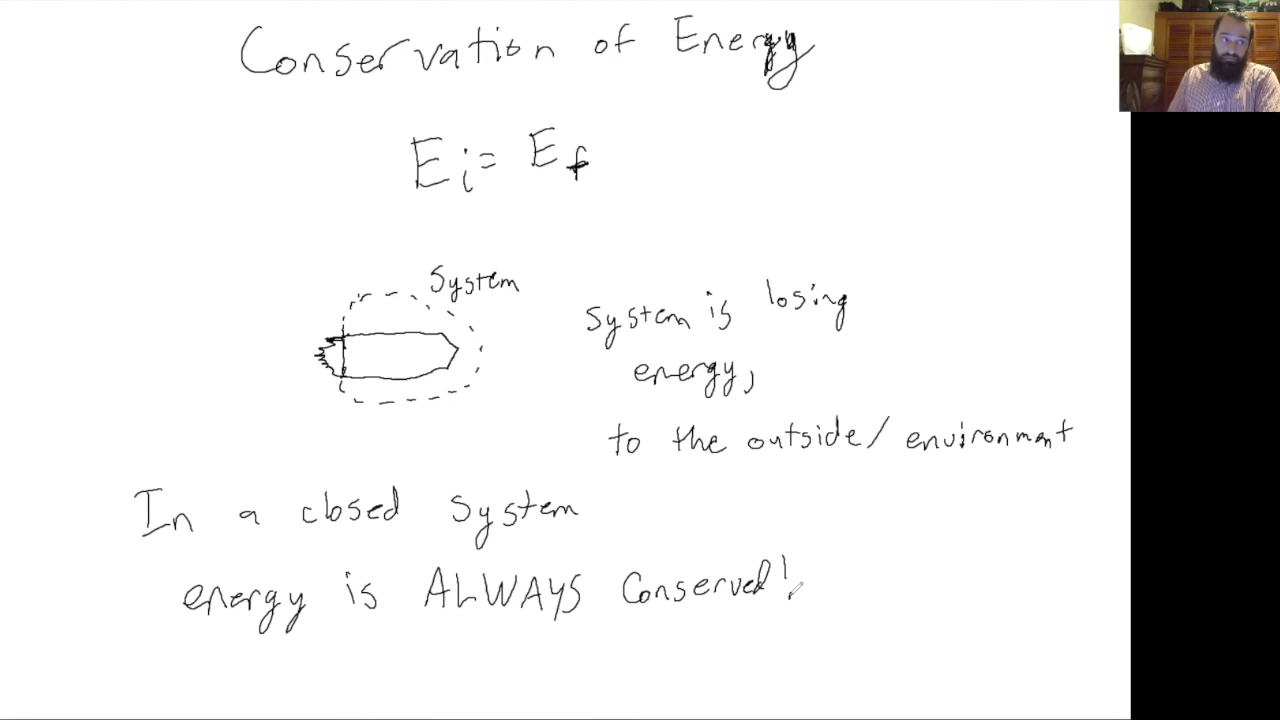 Conservation of Energy
Ei = Ef
System
System is losing
energy,
to the outside/environment
In a closed system
energy is ALWAYS Conserved!